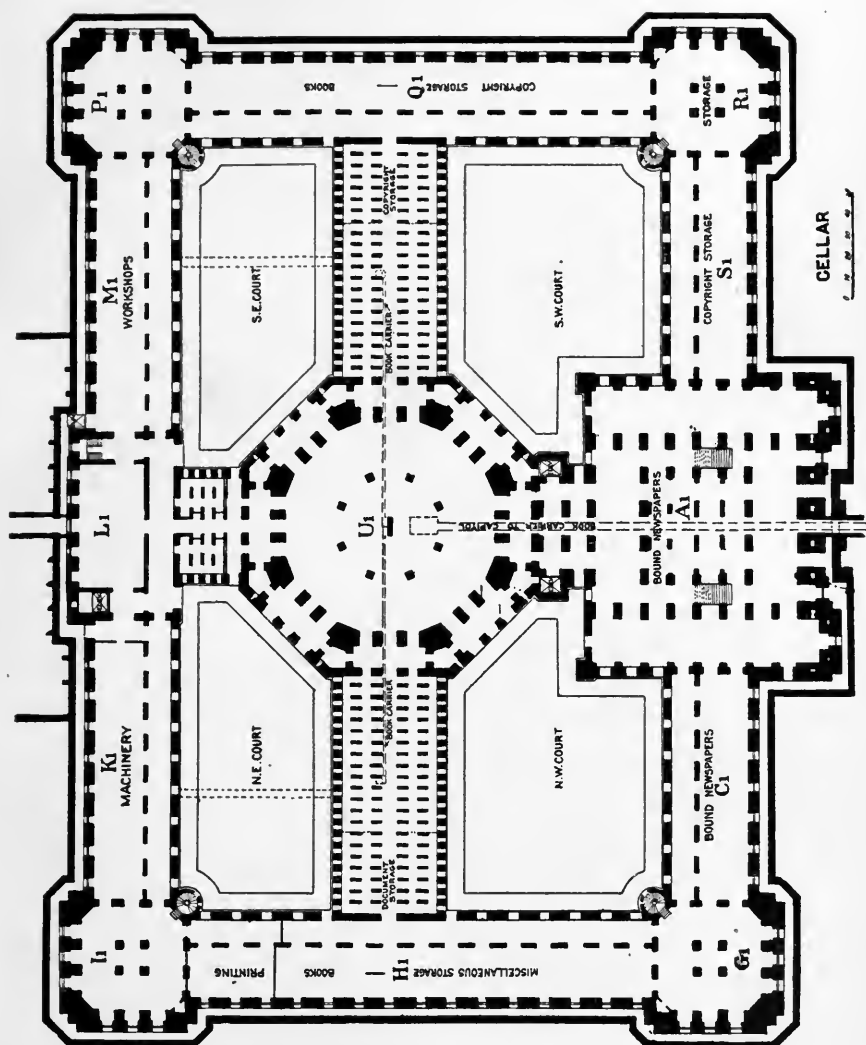 P1
BOOKS
Q1
COPYRIGHT STORAGE
STORAGE
R1
M1
WORKSHOPS
S.E. COURT
COPYRIGHT
STORAGE
BOOK CARRIER
S.W. COURT
COPYRIGHT STORAGE
S1
CELLAR
L1
U1
BOOK CARRIER TO CAPITOL
BOUND NEWSPAPERS
A1
K1
MACHINERY
N.E. COURT
BOOK CARRIER
DOCUMENT
STORAGE
N.W. COURT
BOUND NEWSPAPERS
C1
I1
PRINTING
BOOKS
H1
MISCELLANEOUS STORAGE
G1